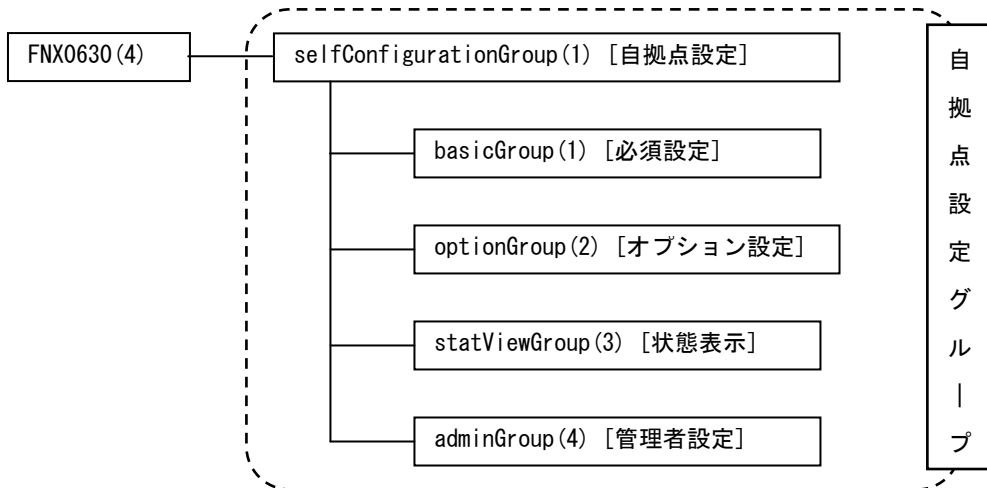 FNX0630(4)
selfConfigurationGroup(1) [自拠点設定]
basicGroup(1) [必須設定]
optionGroup(2) [オプション設定]
statViewGroup(3) [状態表示]
adminGroup(4) [管理者設定]
自拠点設定グループ